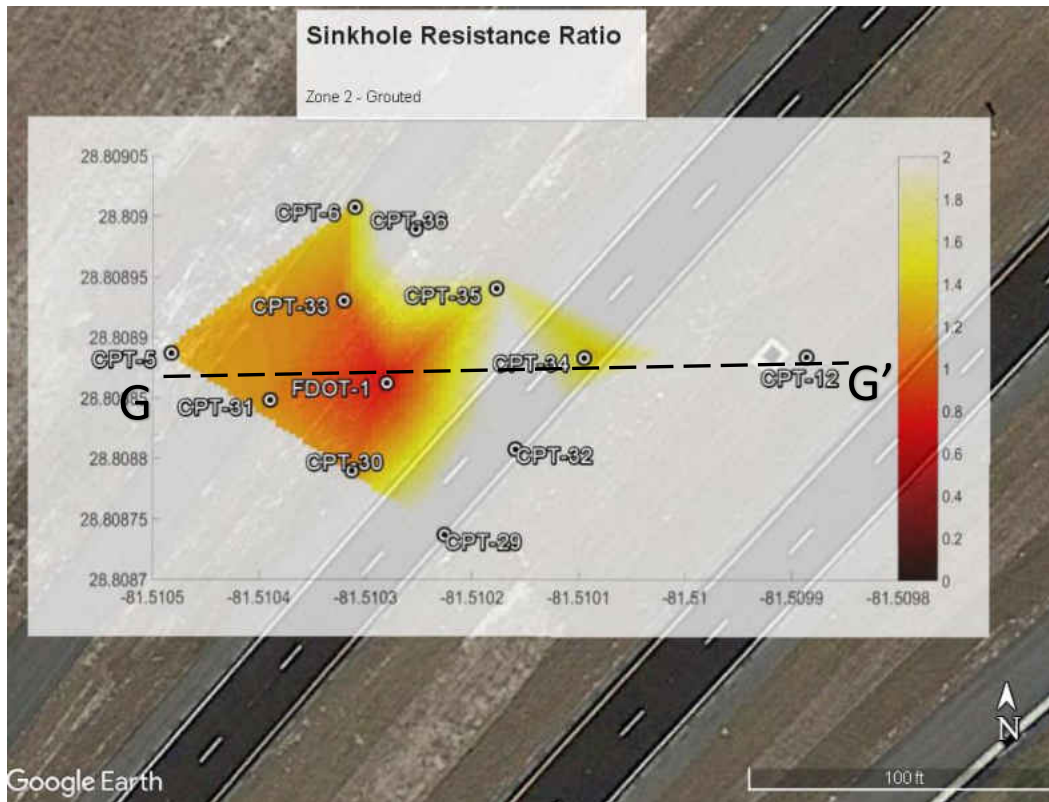 Sinkhole Resistance Ratio
Zone 2 - Grouted
28.80905
28.809
28.80895
28.8089
28.80885
28.8088
28.80875
28.8087
-81.5105
-81.5104
-81.5103
-81.5102
-81.5101
-81.51
-81.5099
-81.5098
2
1.8
1.6
1.4
1.2
1
0.8
0.6
0.4
0.2
0
CPT-6
CPT-36
CPT-33
CPT-35
CPT-5
CPT-34
CPT-12
FDOT-1
CPT-31
CPT-30
CPT-32
CPT-29
G
G’
N
Google Earth
100 ft